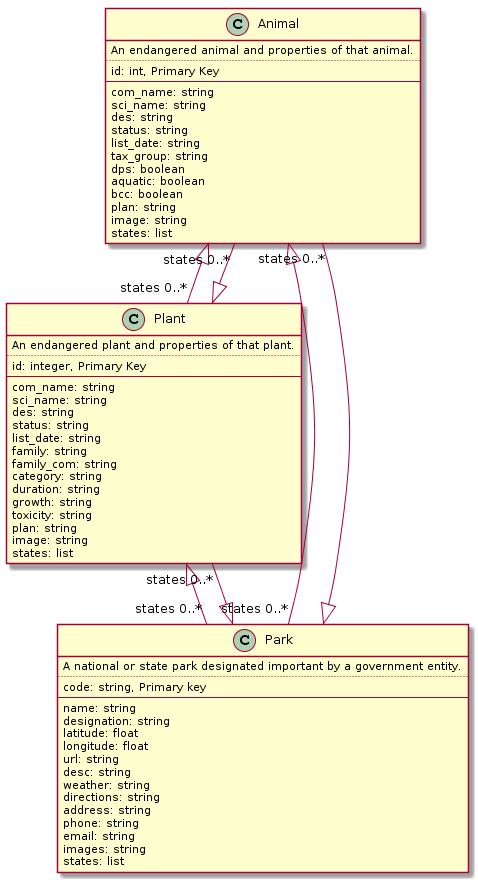 C Animal
An endangered animal and properties of that animal.
id: int, Primary Key
com_name: string
sci_name: string
des: string
status: string
list_date: string
tax_group: string
dps: boolean
aquatic: boolean
bcc: boolean
plan: string
image: string
states: list
states 0..*
states 0..*
states 0..*
C Plant
An endangered plant and properties of that plant.
id: integer, Primary Key
com_name: string
sci_name: string
des: string
status: string
list_date: string
family: string
family_com: string
category: string
duration: string
growth: string
toxicity: string
plan: string
image: string
states: list
states 0..*
states 0..*
states 0..*
C Park
A national or state park designated important by a government entity.
code: string, Primary key
name: string
designation: string
latitude: float
longitude: float
url: string
desc: string
weather: string
directions: string
address: string
phone: string
email: string
images: string
states: list